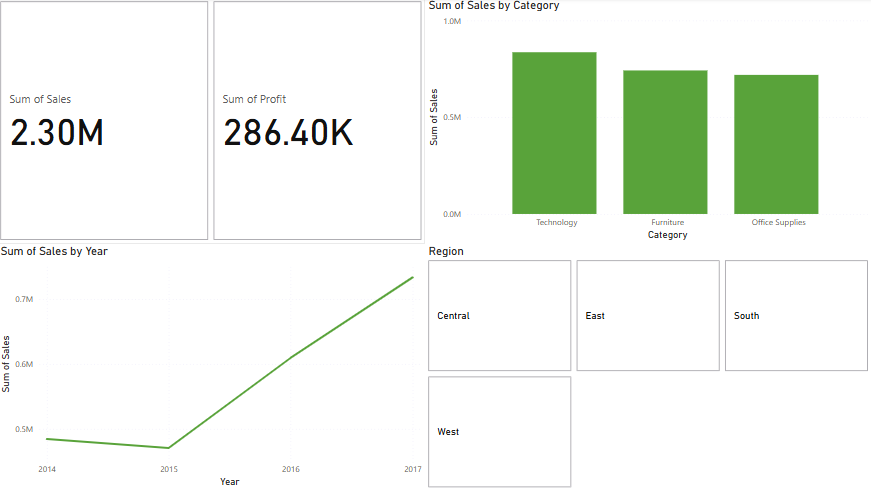 Sum of Sales
2.30M
Sum of Profit
286.40K
Sum of Sales by Category
1.0M
0.5M
0.0M
Sum of Sales
Technology
Furniture
Office Supplies
Category
Sum of Sales by Year
0.7M
0.6M
0.5M
Sum of Sales
2014
2015
2016
2017
Year
Region
Central
East
South
West